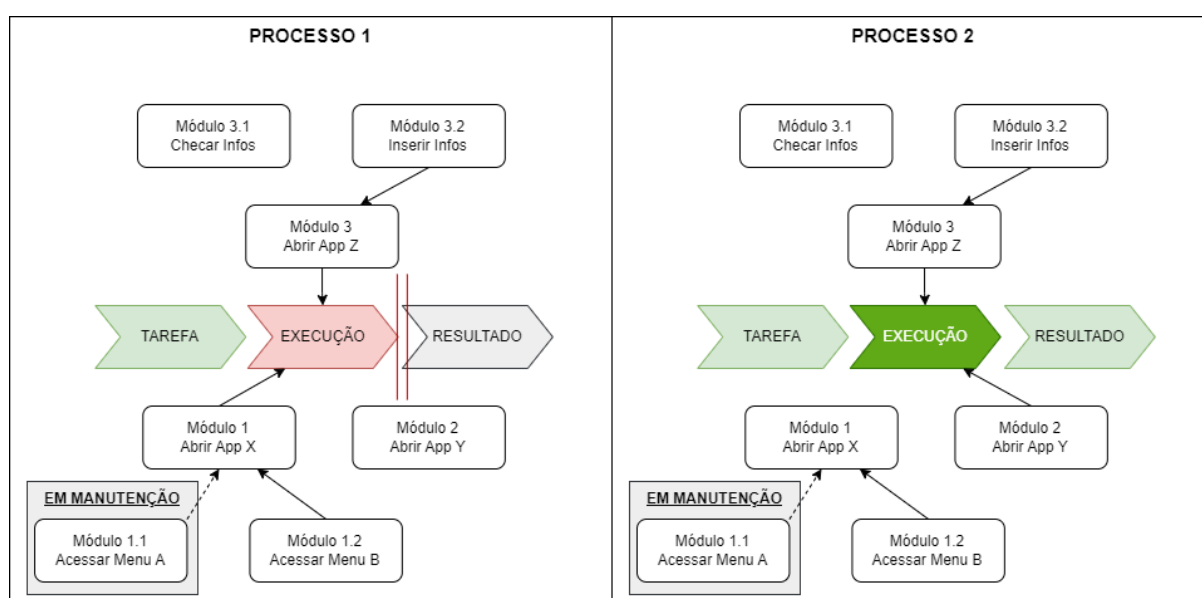 PROCESSO 1
Módulo 3.1
Checar Infos
Módulo 3.2
Inserir Infos
Módulo 3
Abrir App Z
TAREFA
EXECUÇÃO
RESULTADO
Módulo 1
Abrir App X
Módulo 2
Abrir App Y
EM MANUTENÇÃO
Módulo 1.1
Acessar Menu A
Módulo 1.2
Acessar Menu B
PROCESSO 2
Módulo 3.1
Checar Infos
Módulo 3.2
Inserir Infos
Módulo 3
Abrir App Z
TAREFA
EXECUÇÃO
RESULTADO
Módulo 1
Abrir App X
Módulo 2
Abrir App Y
EM MANUTENÇÃO
Módulo 1.1
Acessar Menu A
Módulo 1.2
Acessar Menu B